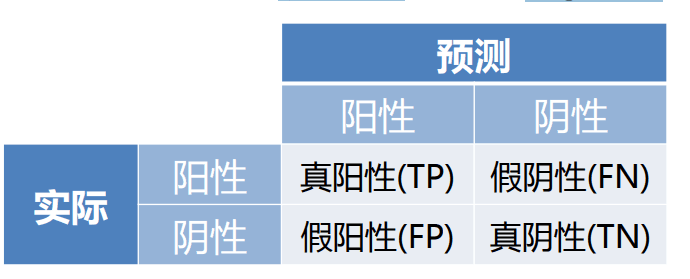 预测
阳性 阴性
实际 阳性 真阳性(TP) 假阴性(FN)
阴性 假阳性(FP) 真阴性(TN)